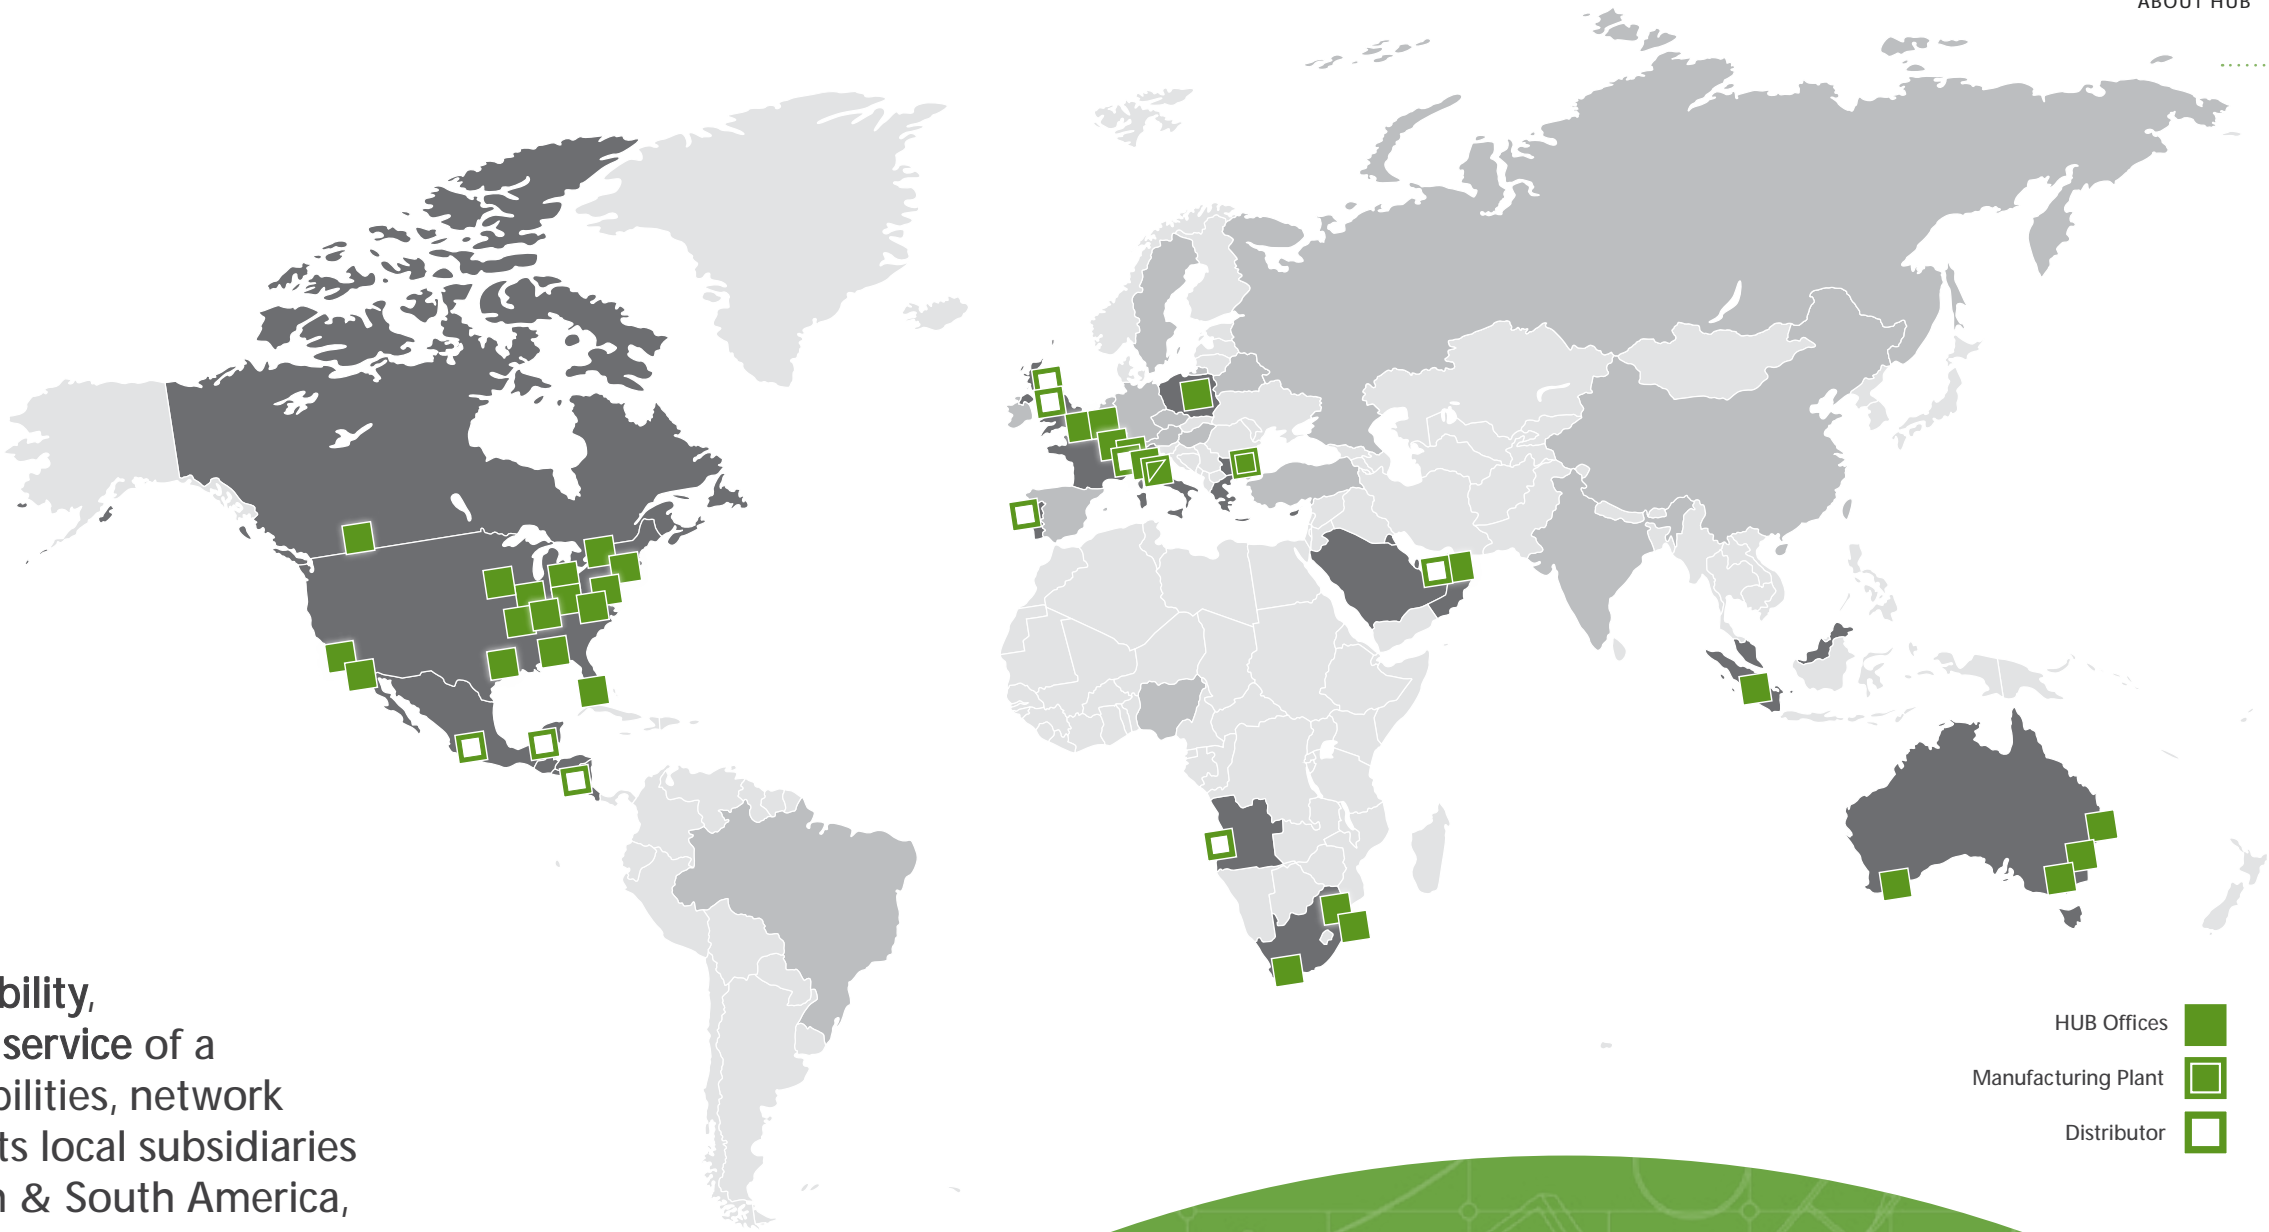 ABOUT HUB
bility,
service of a
bilities, network
ts local subsidiaries
n & South America,
HUB Offices
Manufacturing Plant
Distributor